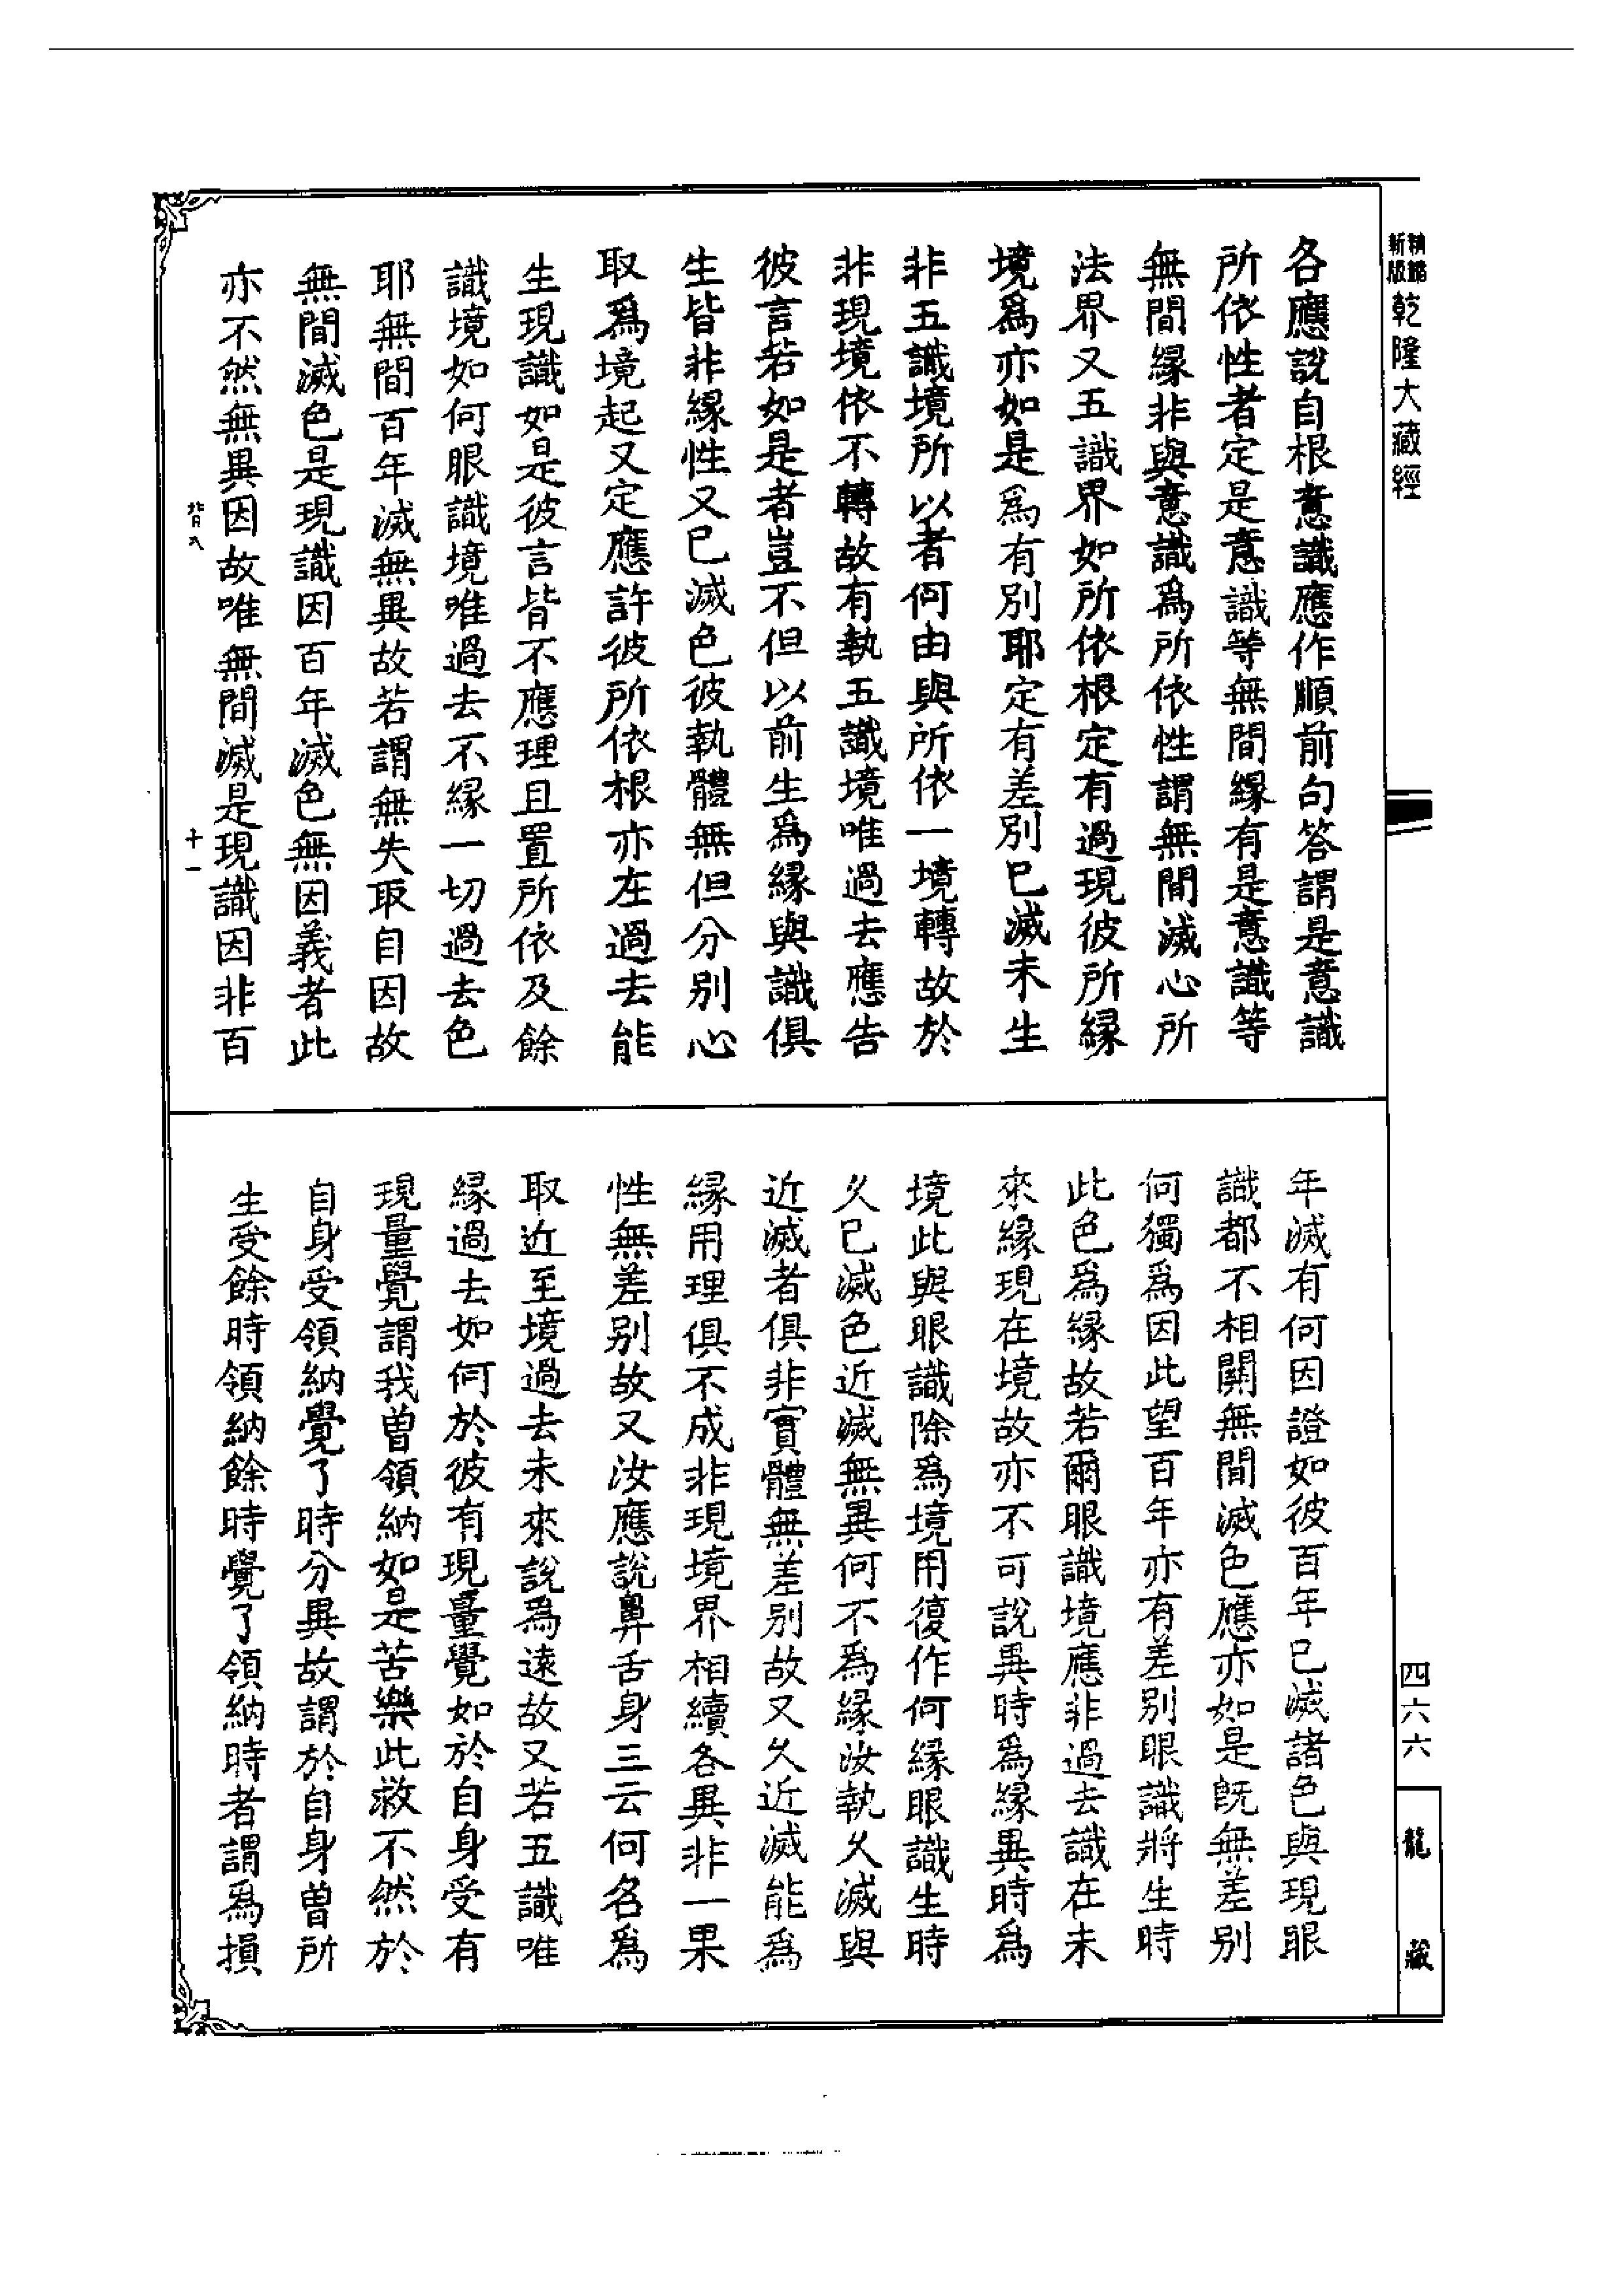 新版
精縮
乾隆大藏經
各應說自根意識應作順前句答謂是意識
所依性者定是意識等無間緣有是意識等
無間緣非與意識為所依性謂無間滅心所
法界又五識界如所依根定有過現彼所緣
境為亦如是為有別耶定有差別已滅未生
非五識境所以者何由與所依一境轉故於
非現境依不轉故有執五識境唯過去應告
彼言若如是者豈不但以前生為緣與識俱
生皆非緣性又已滅色彼執體無但分別心
取為境起又定應許彼所依根亦在過去能
生現識如是彼言皆不應理且置所依及餘
識境如何眼識境唯過去不緣一切過去色
耶無間百年滅無異故若謂無失取自因故
無間滅色是現識因百年滅色無因義者此
亦不然無異因故唯無間滅是現識因非百
十一
年滅有何因證如彼百年已滅諸色與現眼
識都不相關無間滅色應亦如是既無差別
何獨為因此望百年亦有差別眼識將生時
此色為緣故若爾眼識境應非過去識在未
來緣現在境故亦不可說異時為緣異時為
境此與眼識除為境用復作何緣眼識生時
久已滅色近滅無異何不為緣汝執久滅與
近滅者俱非實體無差別故又久近滅能為
緣用理俱不成非現境界相續各異非一果
性無差別故又汝應說鼻舌身三云何名為
取近至境過去未來說為遠故又若五識唯
緣過去如何於彼有現量覺如於自身受有
現量覺謂我曾領納如是苦樂此救不然於
自身受領納覺了時分異故謂於自身曾所
生受餘時領納餘時覺了領納時者謂為損
四六六
龍藏